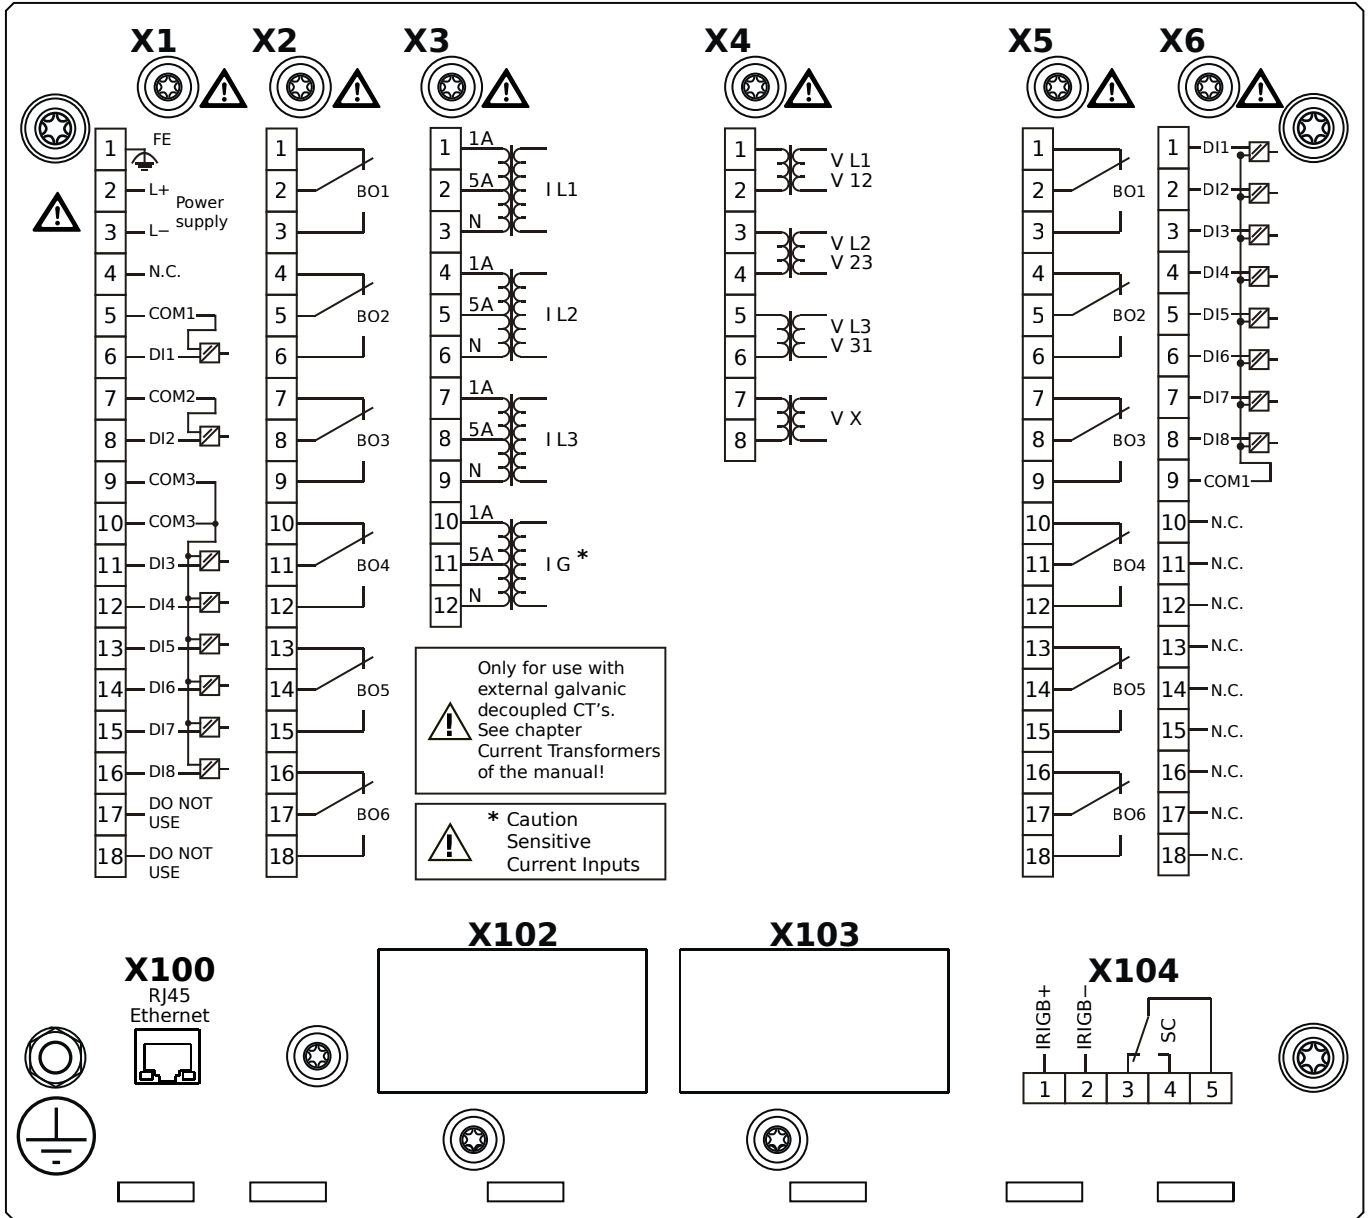 X1
X2
X3
X4
X5
X6
1 FE
2 L+
Power
supply
3 L−
4 N.C.
5 COM1
6 DI1
7 COM2
8 DI2
9 COM3
10 COM3
11 DI3
12 DI4
13 DI5
14 DI6
15 DI7
16 DI8
17 DO NOT
USE
18 DO NOT
USE
1
2 BO1
3
4
5 BO2
6
7
8 BO3
9
10
11 BO4
12
13
14 BO5
15
16
17 BO6
18
1 1A
2 5A I L1
3 N
4 1A
5 5A I L2
6 N
7 1A
8 5A I L3
9 N
10 1A
11 5A I G *
12 N
Only for use with
external galvanic
decoupled CT's.
See chapter
Current Transformers
of the manual!
* Caution
Sensitive
Current Inputs
1 V L1
2 V 12
3 V L2
4 V 23
5 V L3
6 V 31
7 V X
8
1
2 BO1
3
4
5 BO2
6
7
8 BO3
9
10
11 BO4
12
13
14 BO5
15
16
17 BO6
18
1 DI1
2 DI2
3 DI3
4 DI4
5 DI5
6 DI6
7 DI7
8 DI8
9 COM1
10 N.C.
11 N.C.
12 N.C.
13 N.C.
14 N.C.
15 N.C.
16 N.C.
17 N.C.
18 N.C.
X100
RJ45
Ethernet
X102
X103
X104
IRIGB+
IRIGB−
SC
1 2 3 4 5